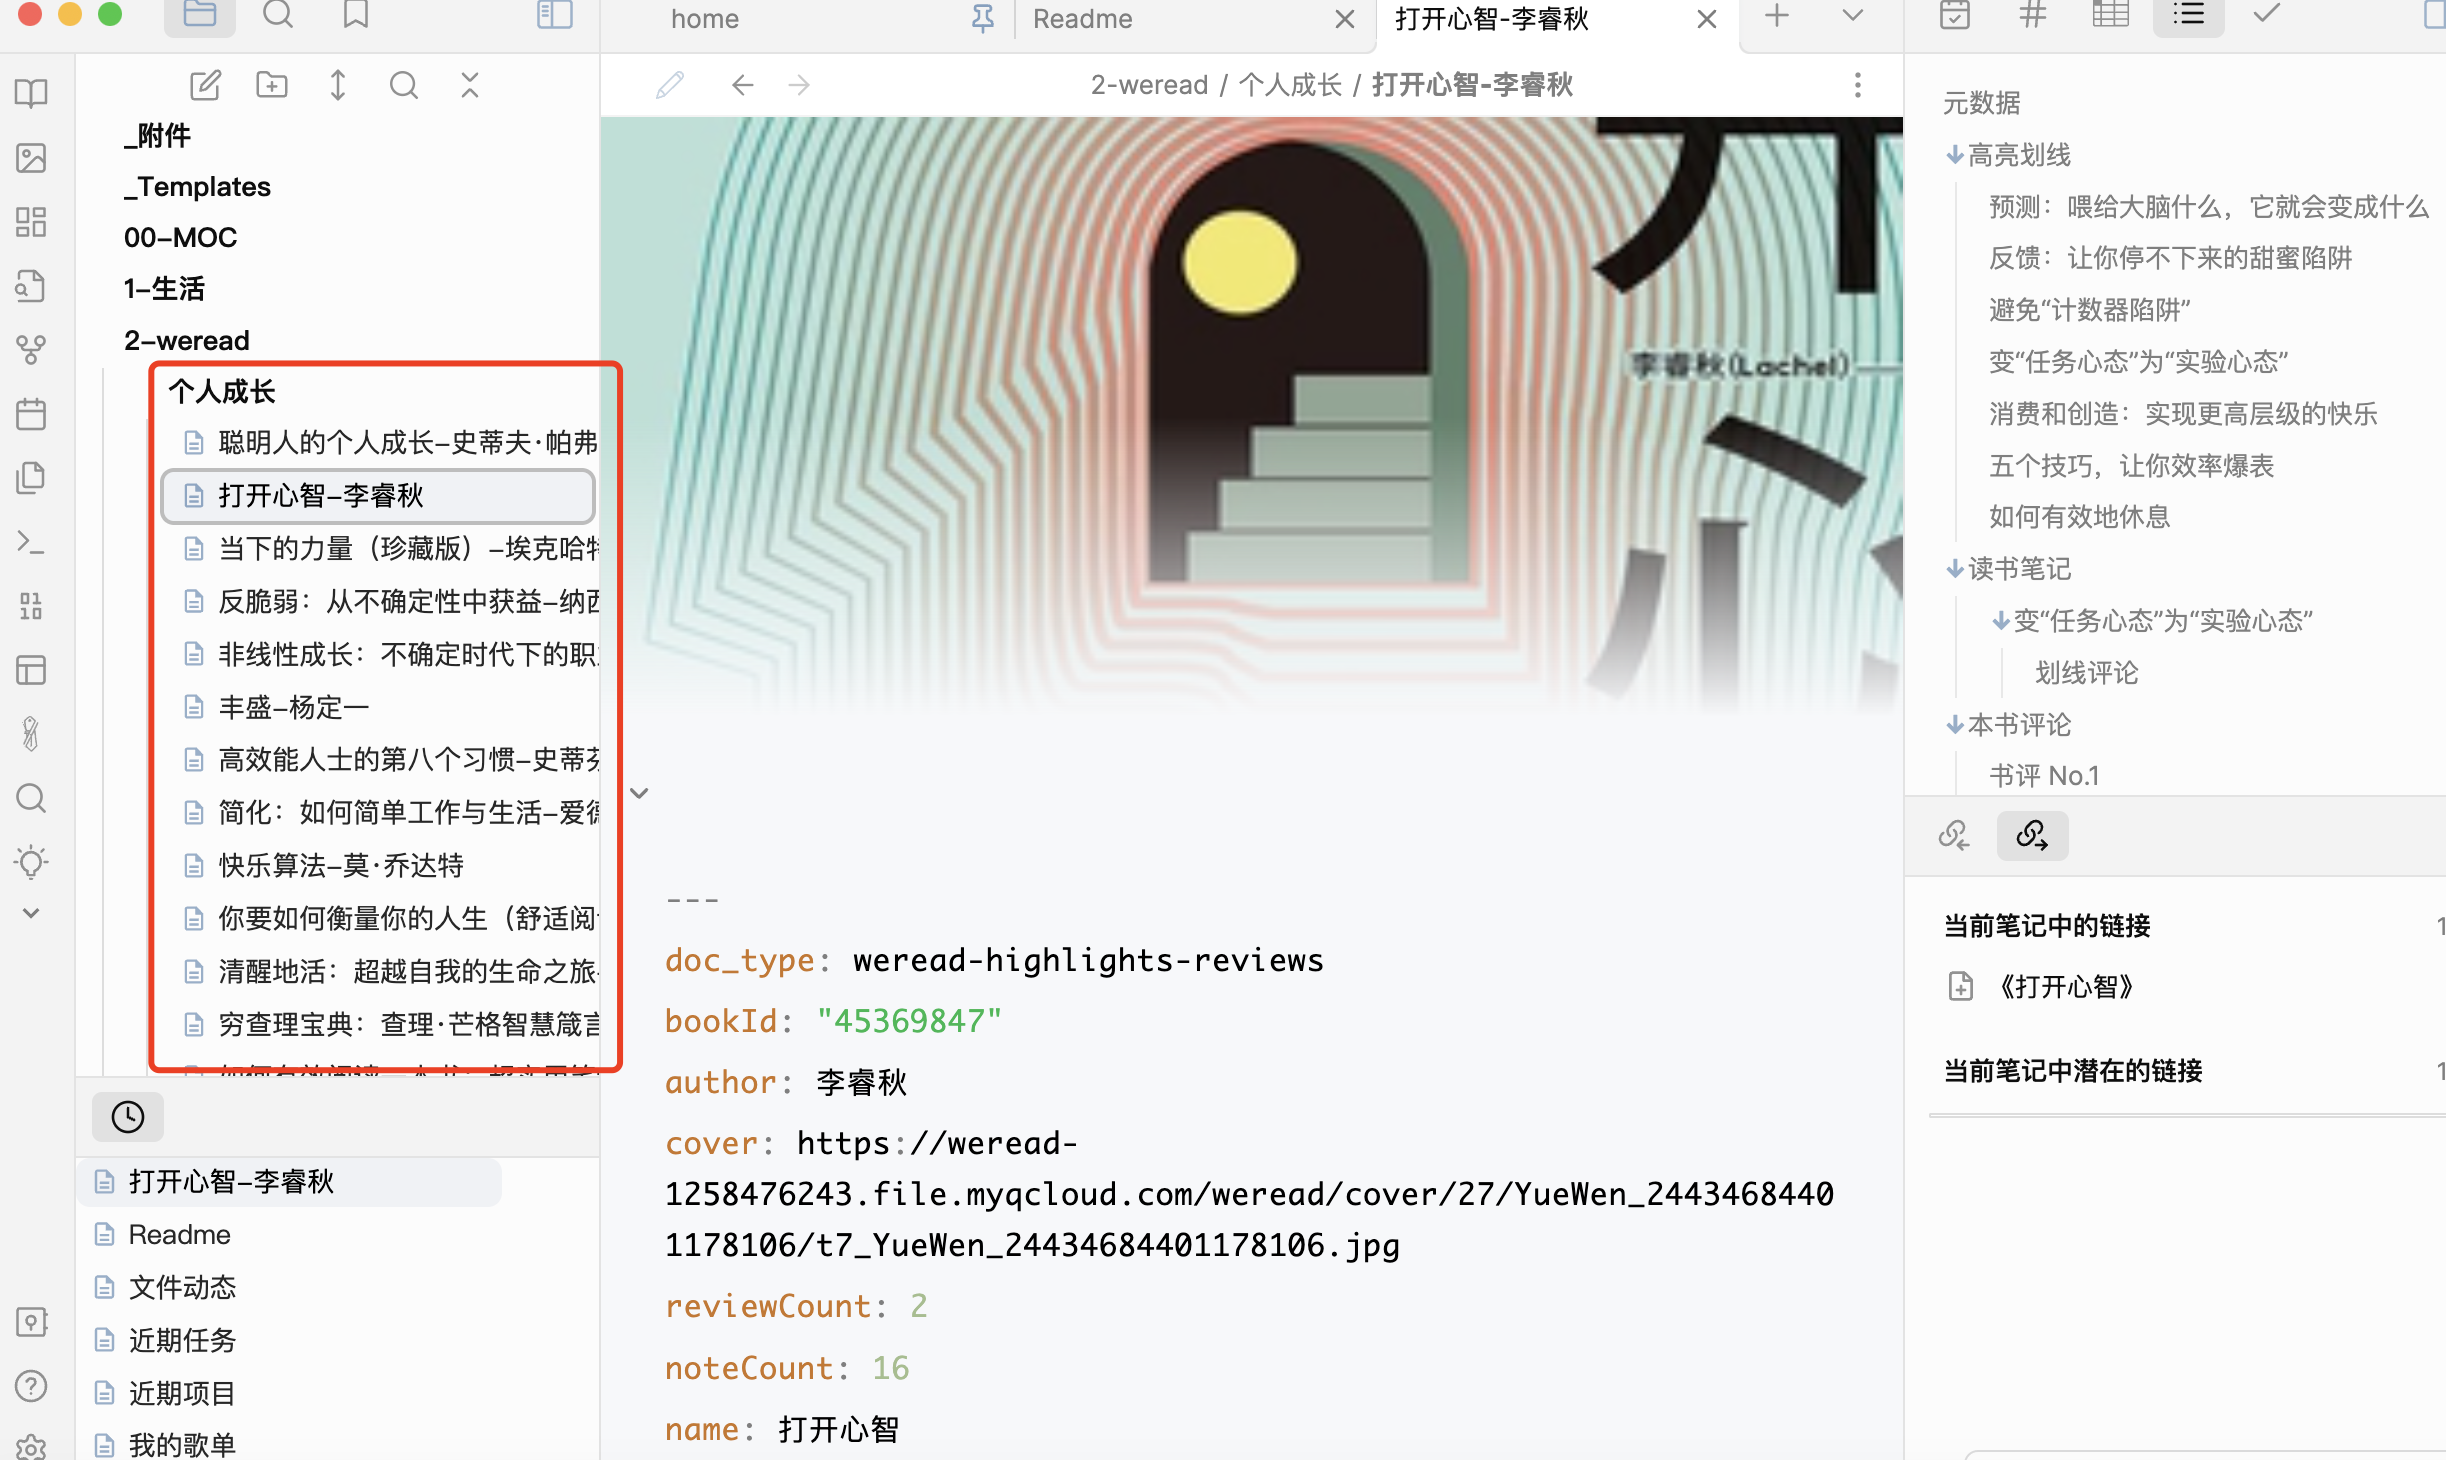 home
Readme
打开心智-李睿秋
2-weread / 个人成长 / 打开心智-李睿秋
_附件
_Templates
00-MOC
1-生活
2-weread
个人成长
聪明人的个人成长-史蒂夫·帕弗
打开心智-李睿秋
当下的力量（珍藏版）-埃克哈特
反脆弱：从不确定性中获益-纳西
非线性成长：不确定时代下的职
丰盛-杨定一
高效能人士的第八个习惯-史蒂芬
简化：如何简单工作与生活-爱德
快乐算法-莫·乔达特
你要如何衡量你的人生（舒适阅
清醒地活：超越自我的生命之旅-
穷查理宝典：查理·芒格智慧箴言
打开心智-李睿秋
Readme
文件动态
近期任务
近期项目
我的歌单
开
李睿秋(Lachel)
心
---
doc_type: weread-highlights-reviews
bookId: "45369847"
author: 李睿秋
cover: https://weread-
1258476243.file.myqcloud.com/weread/cover/27/YueWen_2443468440
1178106/t7_YueWen_24434684401178106.jpg
reviewCount: 2
noteCount: 16
name: 打开心智
元数据
高亮划线
预测：喂给大脑什么，它就会变成什么
反馈：让你停不下来的甜蜜陷阱
避免“计数器陷阱”
变“任务心态”为“实验心态”
消费和创造：实现更高层级的快乐
五个技巧，让你效率爆表
如何有效地休息
读书笔记
变“任务心态”为“实验心态”
划线评论
本书评论
书评 No.1
当前笔记中的链接 1
《打开心智》
当前笔记中潜在的链接 1